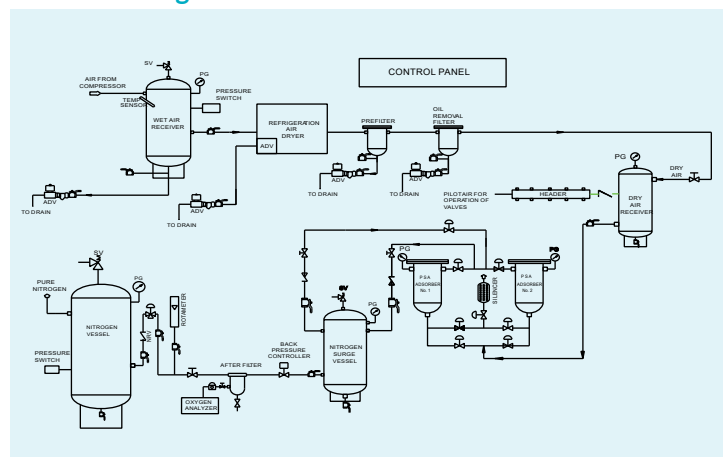 CONTROL PANEL
SV
PG
AIR FROM
COMPRESSOR
TEMP
SENSOR
PRESSURE
SWITCH
WET AIR
RECEIVER
REFRIGERATION
AIR
DRYER
ADV
PREFILTER
OIL
REMOVAL
FILTER
ADV
TO DRAIN
ADV
TO DRAIN
ADV
TO DRAIN
ADV
TO DRAIN
PG
DRY
AIR
PILOT AIR FOR
OPERATION OF
VALVES
HEADER
DRY
AIR
RECEIVER
SV
PG
PURE
NITROGEN
NITROGEN
VESSEL
PRESSURE
SWITCH
NRV
ROTAMETER
AFTER FILTER
OXYGEN
ANALYZER
BACK
PRESSURE
CONTROLLER
SV
PG
NITROGEN
SURGE
VESSEL
PG
PSA
ADSORBER
No. 1
SILENCER
PG
PSA
ADSORBER
No. 2